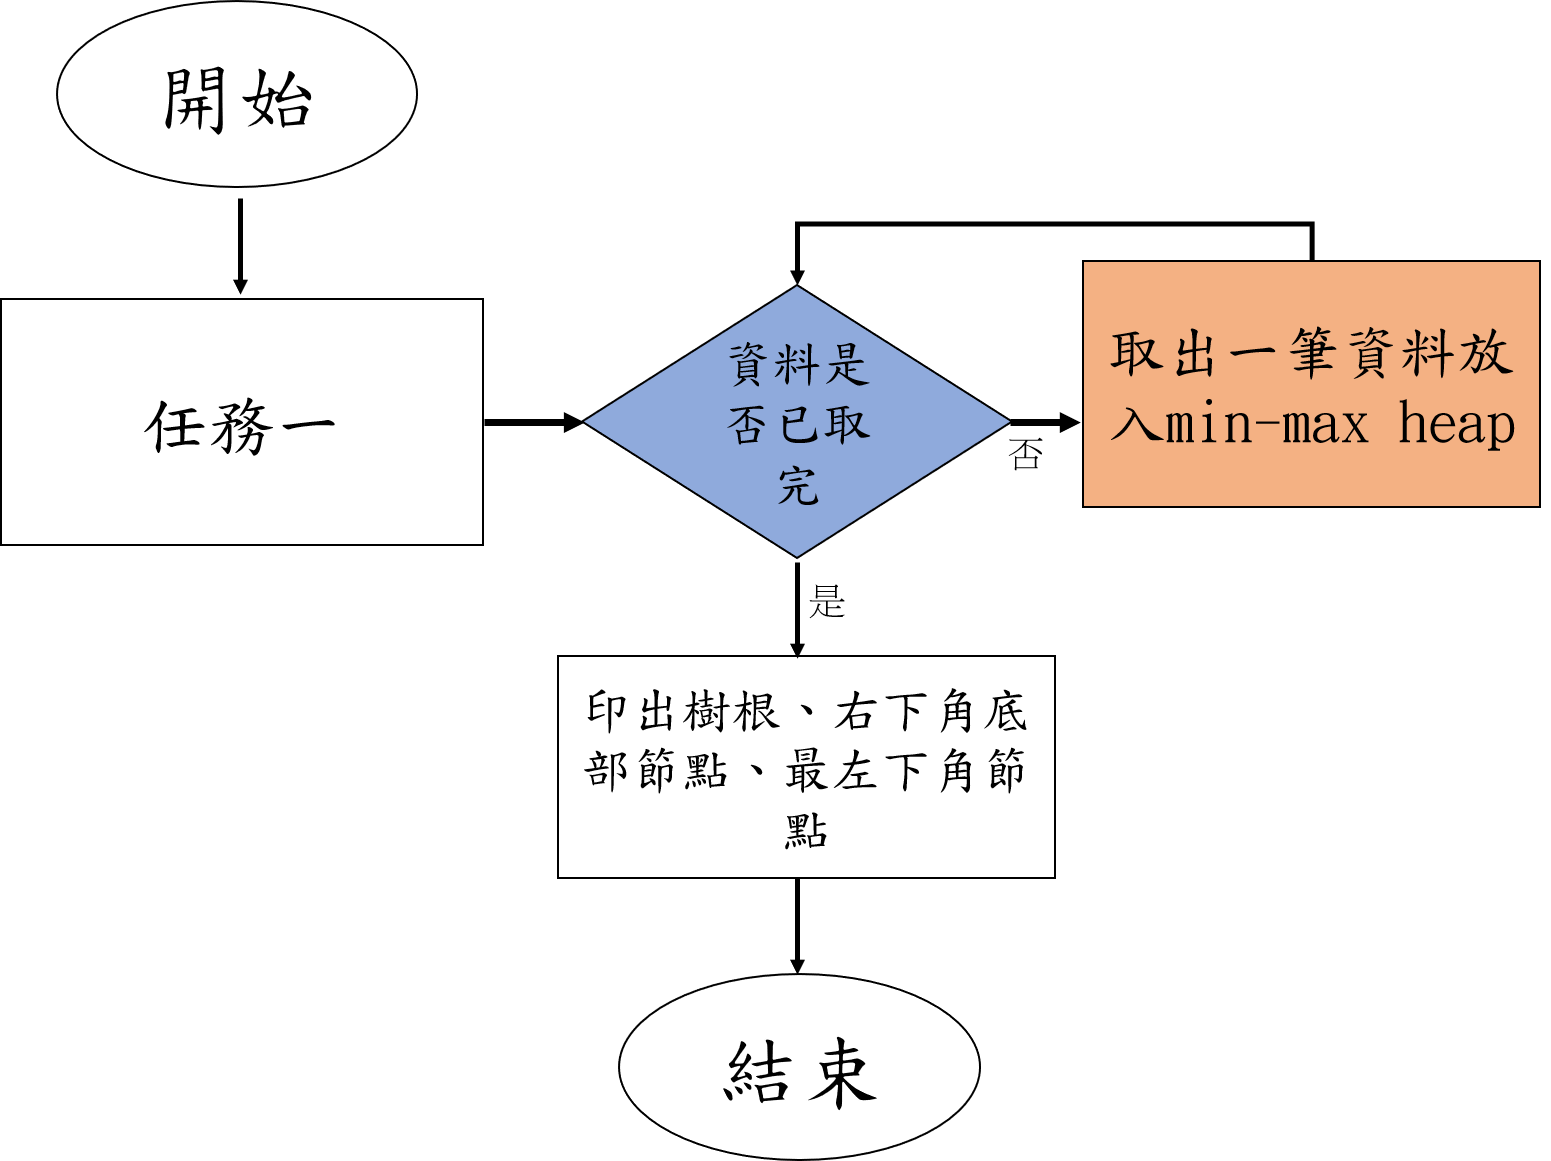 開始
任務一
資料是
否已取
完
否
取出一筆資料放
入min-max heap
是
印出樹根、右下角底
部節點、最左下角節
點
結束